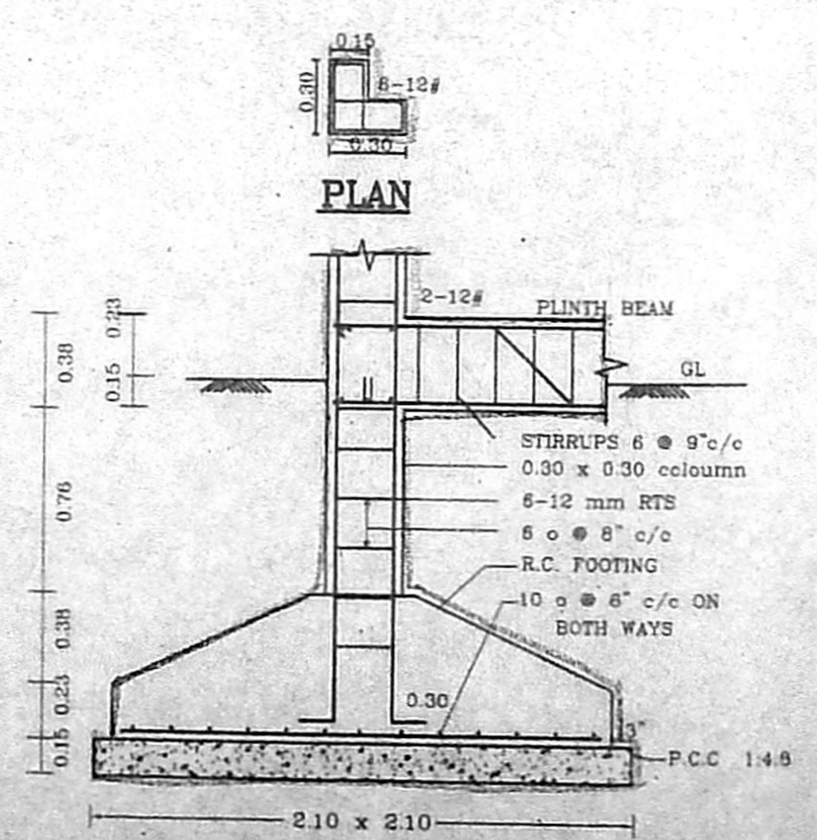 0.15
0.30
8-12#
0.30
PLAN
2-12#
PLINTH BEAM
0.23
0.38
0.15
GL
STIRRUPS 6 @ 9"c/c
0.30 x 0.30 coloumn
0.76
6-12 mm RTS
6 o @ 8" c/c
R.C. FOOTING
10 o @ 6" c/c ON
BOTH WAYS
0.38
0.23
0.30
3"
0.15
P.C.C 1:4:8
2.10 x 2.10